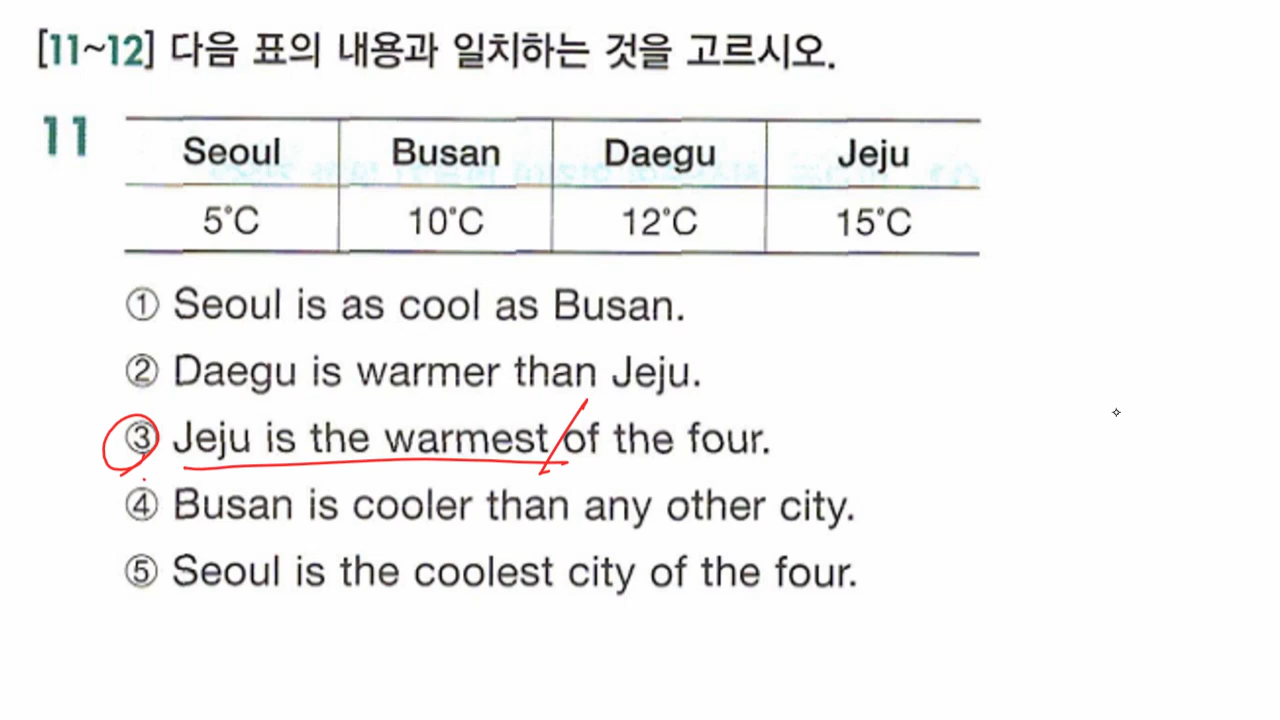 [11~12] 다음 표의 내용과 일치하는 것을 고르시오.
11
Seoul Busan Daegu Jeju
5°C 10°C 12°C 15°C
① Seoul is as cool as Busan.
② Daegu is warmer than Jeju.
③ Jeju is the warmest of the four.
④ Busan is cooler than any other city.
⑤ Seoul is the coolest city of the four.